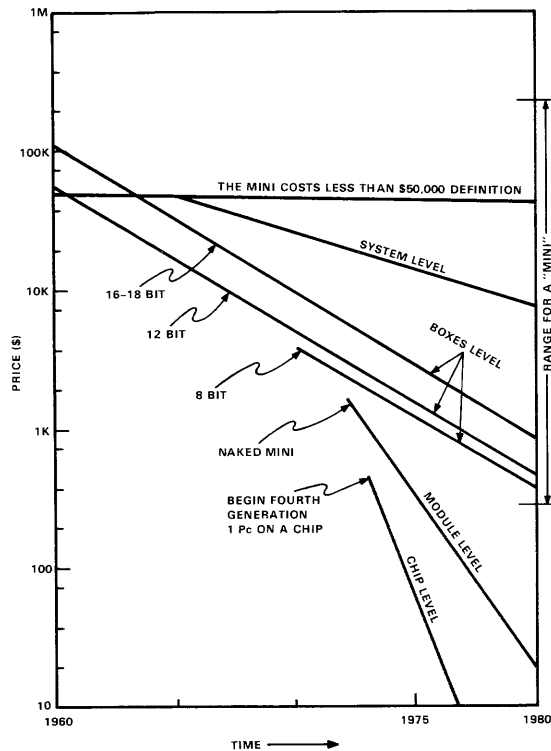 1M
100K
THE MINI COSTS LESS THAN $50,000 DEFINITION
SYSTEM LEVEL
16–18 BIT
10K
12 BIT
BOXES LEVEL
RANGE FOR A "MINI"
PRICE ($)
8 BIT
1K
NAKED MINI
BEGIN FOURTH
GENERATION
1 Pc ON A CHIP
MODULE LEVEL
100
CHIP LEVEL
10
1960
1975
1980
TIME